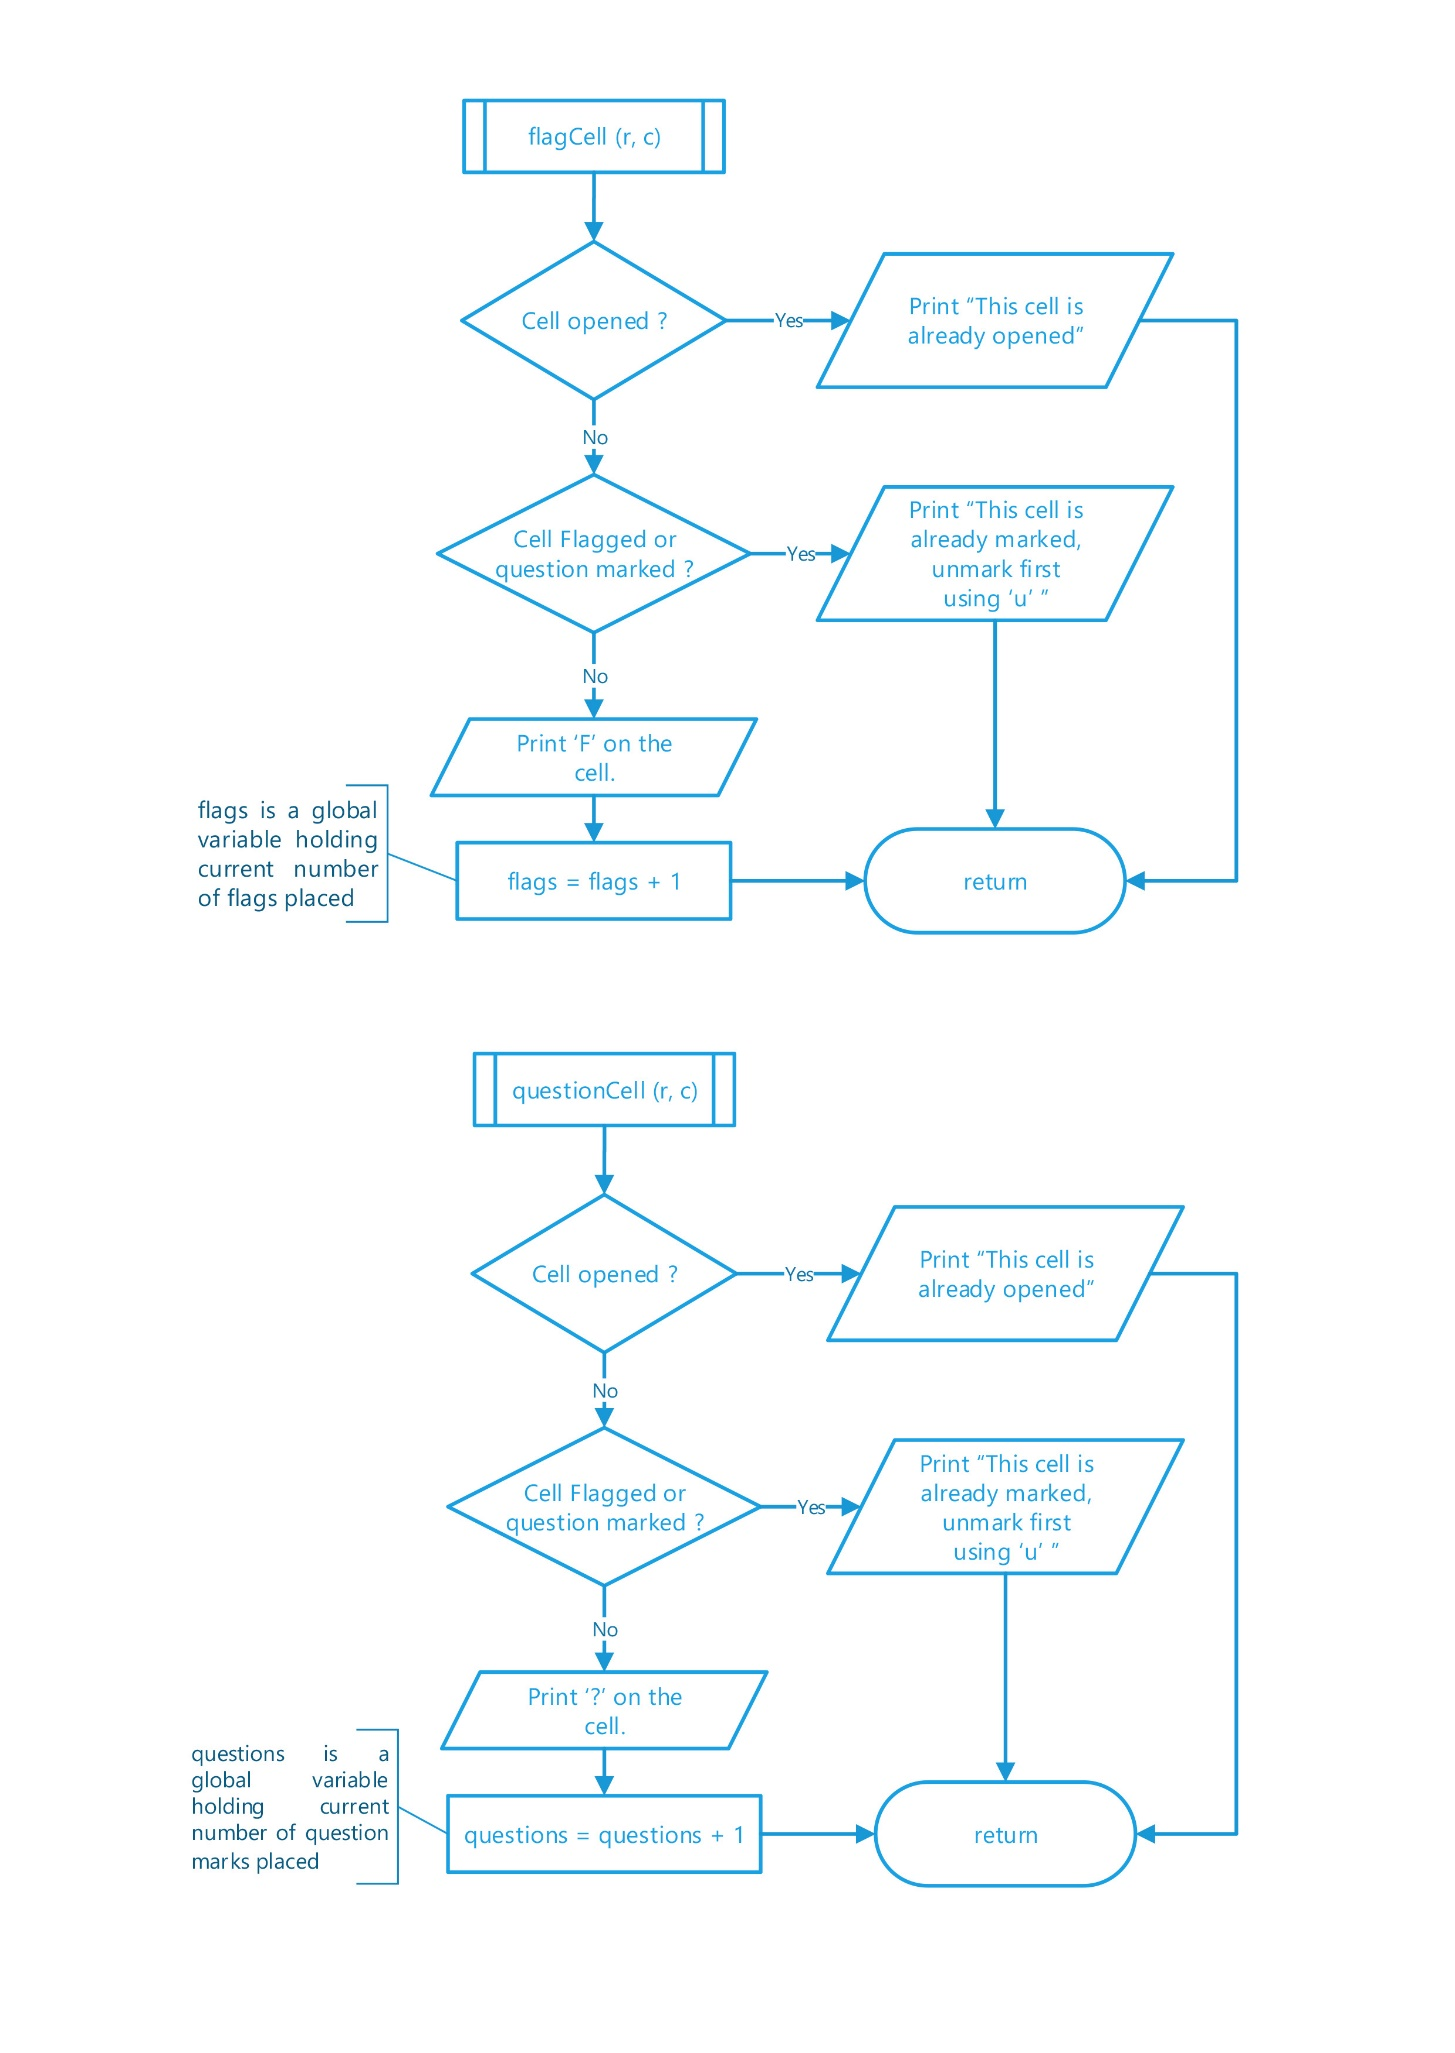 flagCell (r, c)
Cell opened ?
Yes
Print “This cell is
already opened”
No
Cell Flagged or
question marked ?
Yes
Print “This cell is
already marked,
unmark first
using ‘u’ ”
No
Print ‘F’ on the
cell.
flags is a global
variable holding
current number
of flags placed
flags = flags + 1
return
questionCell (r, c)
Cell opened ?
Yes
Print “This cell is
already opened”
No
Cell Flagged or
question marked ?
Yes
Print “This cell is
already marked,
unmark first
using ‘u’ ”
No
Print ‘?’ on the
cell.
questions is a
global variable
holding current
number of question
marks placed
questions = questions + 1
return